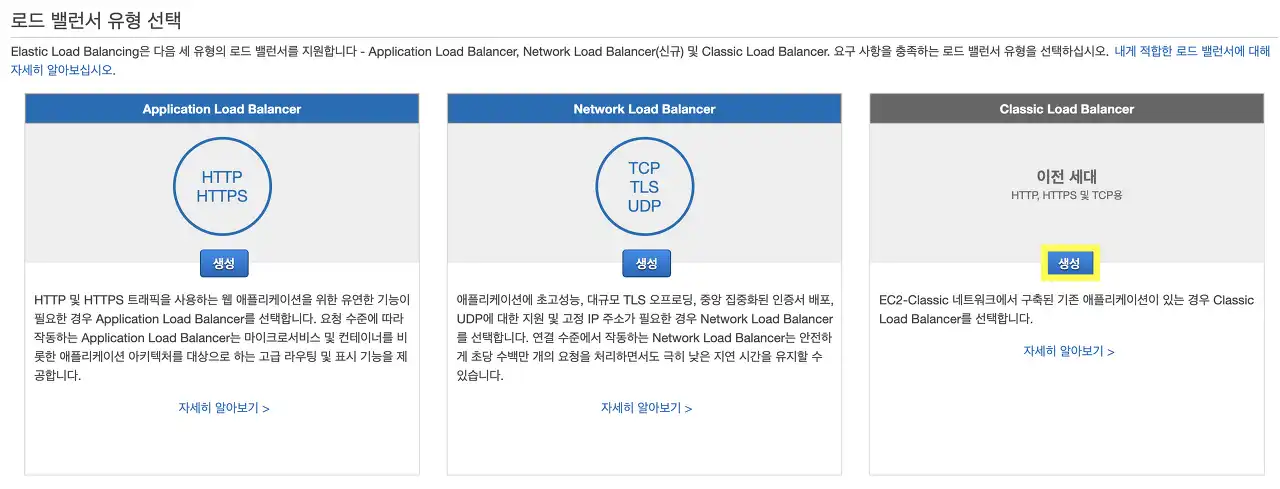 로드 밸런서 유형 선택
Elastic Load Balancing은 다음 세 유형의 로드 밸런서를 지원합니다 - Application Load Balancer, Network Load Balancer(신규) 및 Classic Load Balancer. 요구 사항을 충족하는 로드 밸런서 유형을 선택하십시오. 내게 적합한 로드 밸런서에 대해
자세히 알아보십시오.
Application Load Balancer
HTTP
HTTPS
생성
HTTP 및 HTTPS 트래픽을 사용하는 웹 애플리케이션을 위한 유연한 기능이
필요한 경우 Application Load Balancer를 선택합니다. 요청 수준에 따라
작동하는 Application Load Balancer는 마이크로서비스 및 컨테이너를 비
롯한 애플리케이션 아키텍처를 대상으로 하는 고급 라우팅 및 표시 기능을 제
공합니다.
자세히 알아보기 >
Network Load Balancer
TCP
TLS
UDP
생성
애플리케이션에 초고성능, 대규모 TLS 오프로딩, 중앙 집중화된 인증서 배포,
UDP에 대한 지원 및 고정 IP 주소가 필요한 경우 Network Load Balancer
를 선택합니다. 연결 수준에서 작동하는 Network Load Balancer는 안전하
게 초당 수백만 개의 요청을 처리하면서도 극히 낮은 지연 시간을 유지할 수
있습니다.
자세히 알아보기 >
Classic Load Balancer
이전 세대
HTTP, HTTPS 및 TCP용
생성
EC2-Classic 네트워크에서 구축된 기존 애플리케이션이 있는 경우 Classic
Load Balancer를 선택합니다.
자세히 알아보기 >